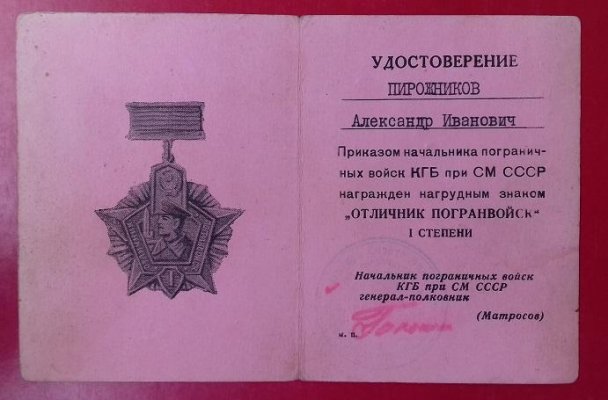 УДОСТОВЕРЕНИЕ
ПИРОЖНИКОВ
Александр Иванович
Приказом начальника погранич-
ных войск КГБ при СМ СССР
награжден нагрудным знаком
„ОТЛИЧНИК ПОГРАНВОЙСК“
I СТЕПЕНИ
Начальник пограничных войск
КГБ при СМ СССР
генерал-полковник
(Матросов)
м. п.
I